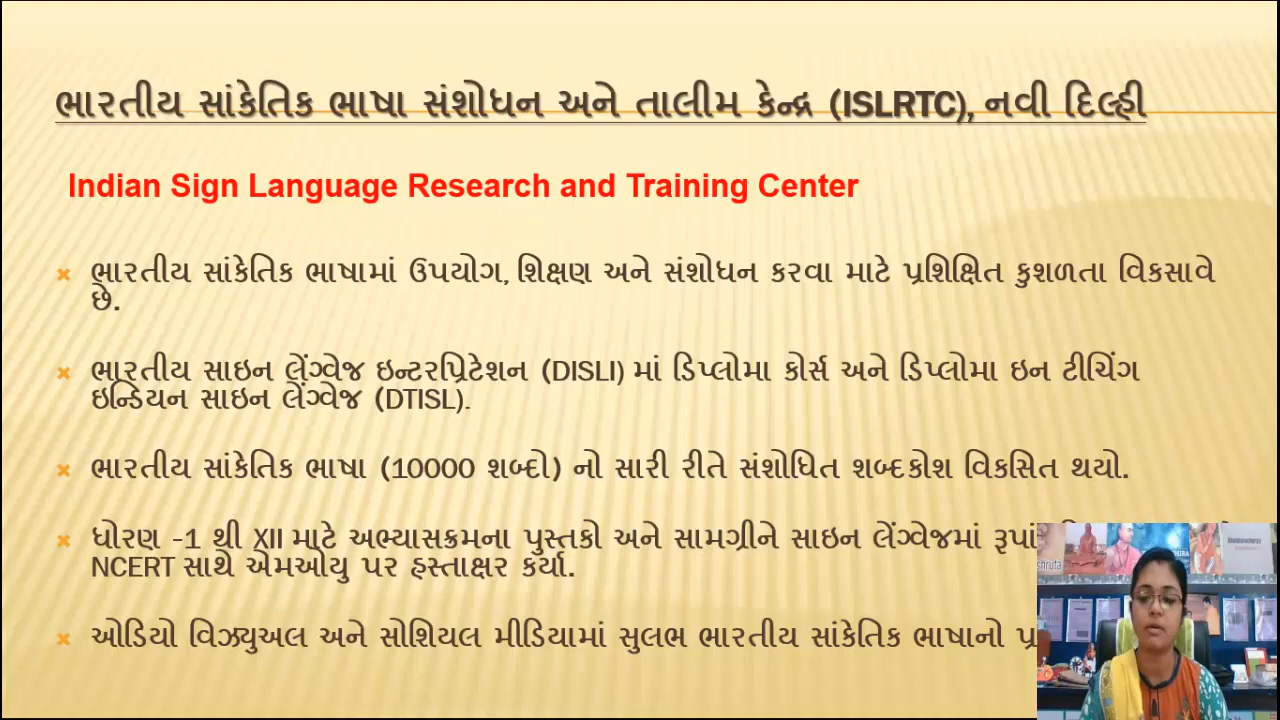 ભારતીય સાંકેતિક ભાષા સંશોધન અને તાલીમ કેન્દ્ર (ISLRTC), નવી દિલ્હી
Indian Sign Language Research and Training Center
ભારતીય સાંકેતિક ભાષામાં ઉપયોગ, શિક્ષણ અને સંશોધન કરવા માટે પ્રશિક્ષિત કુશળતા વિકસાવે
છે.
ભારતીય સાઇન લેંગ્વેજ ઇન્ટરપ્રિટેશન (DISLI) માં ડિપ્લોમા કોર્સ અને ડિપ્લોમા ઇન ટીચિંગ
ઇન્ડિયન સાઇન લેંગ્વેજ (DTISL).
ભારતીય સાંકેતિક ભાષા (10000 શબ્દો) નો સારી રીતે સંશોધિત શબ્દકોશ વિકસિત થયો.
ધોરણ -1 થી XII માટે અભ્યાસક્રમના પુસ્તકો અને સામગ્રીને સાઇન લેંગ્વેજમાં
NCERT સાથે એમઓયુ પર હસ્તાક્ષર કર્યા.
ઓડિયો વિઝ્યુઅલ અને સોશિયલ મીડિયામાં સુલભ ભારતીય સાંકેતિક ભાષાનો